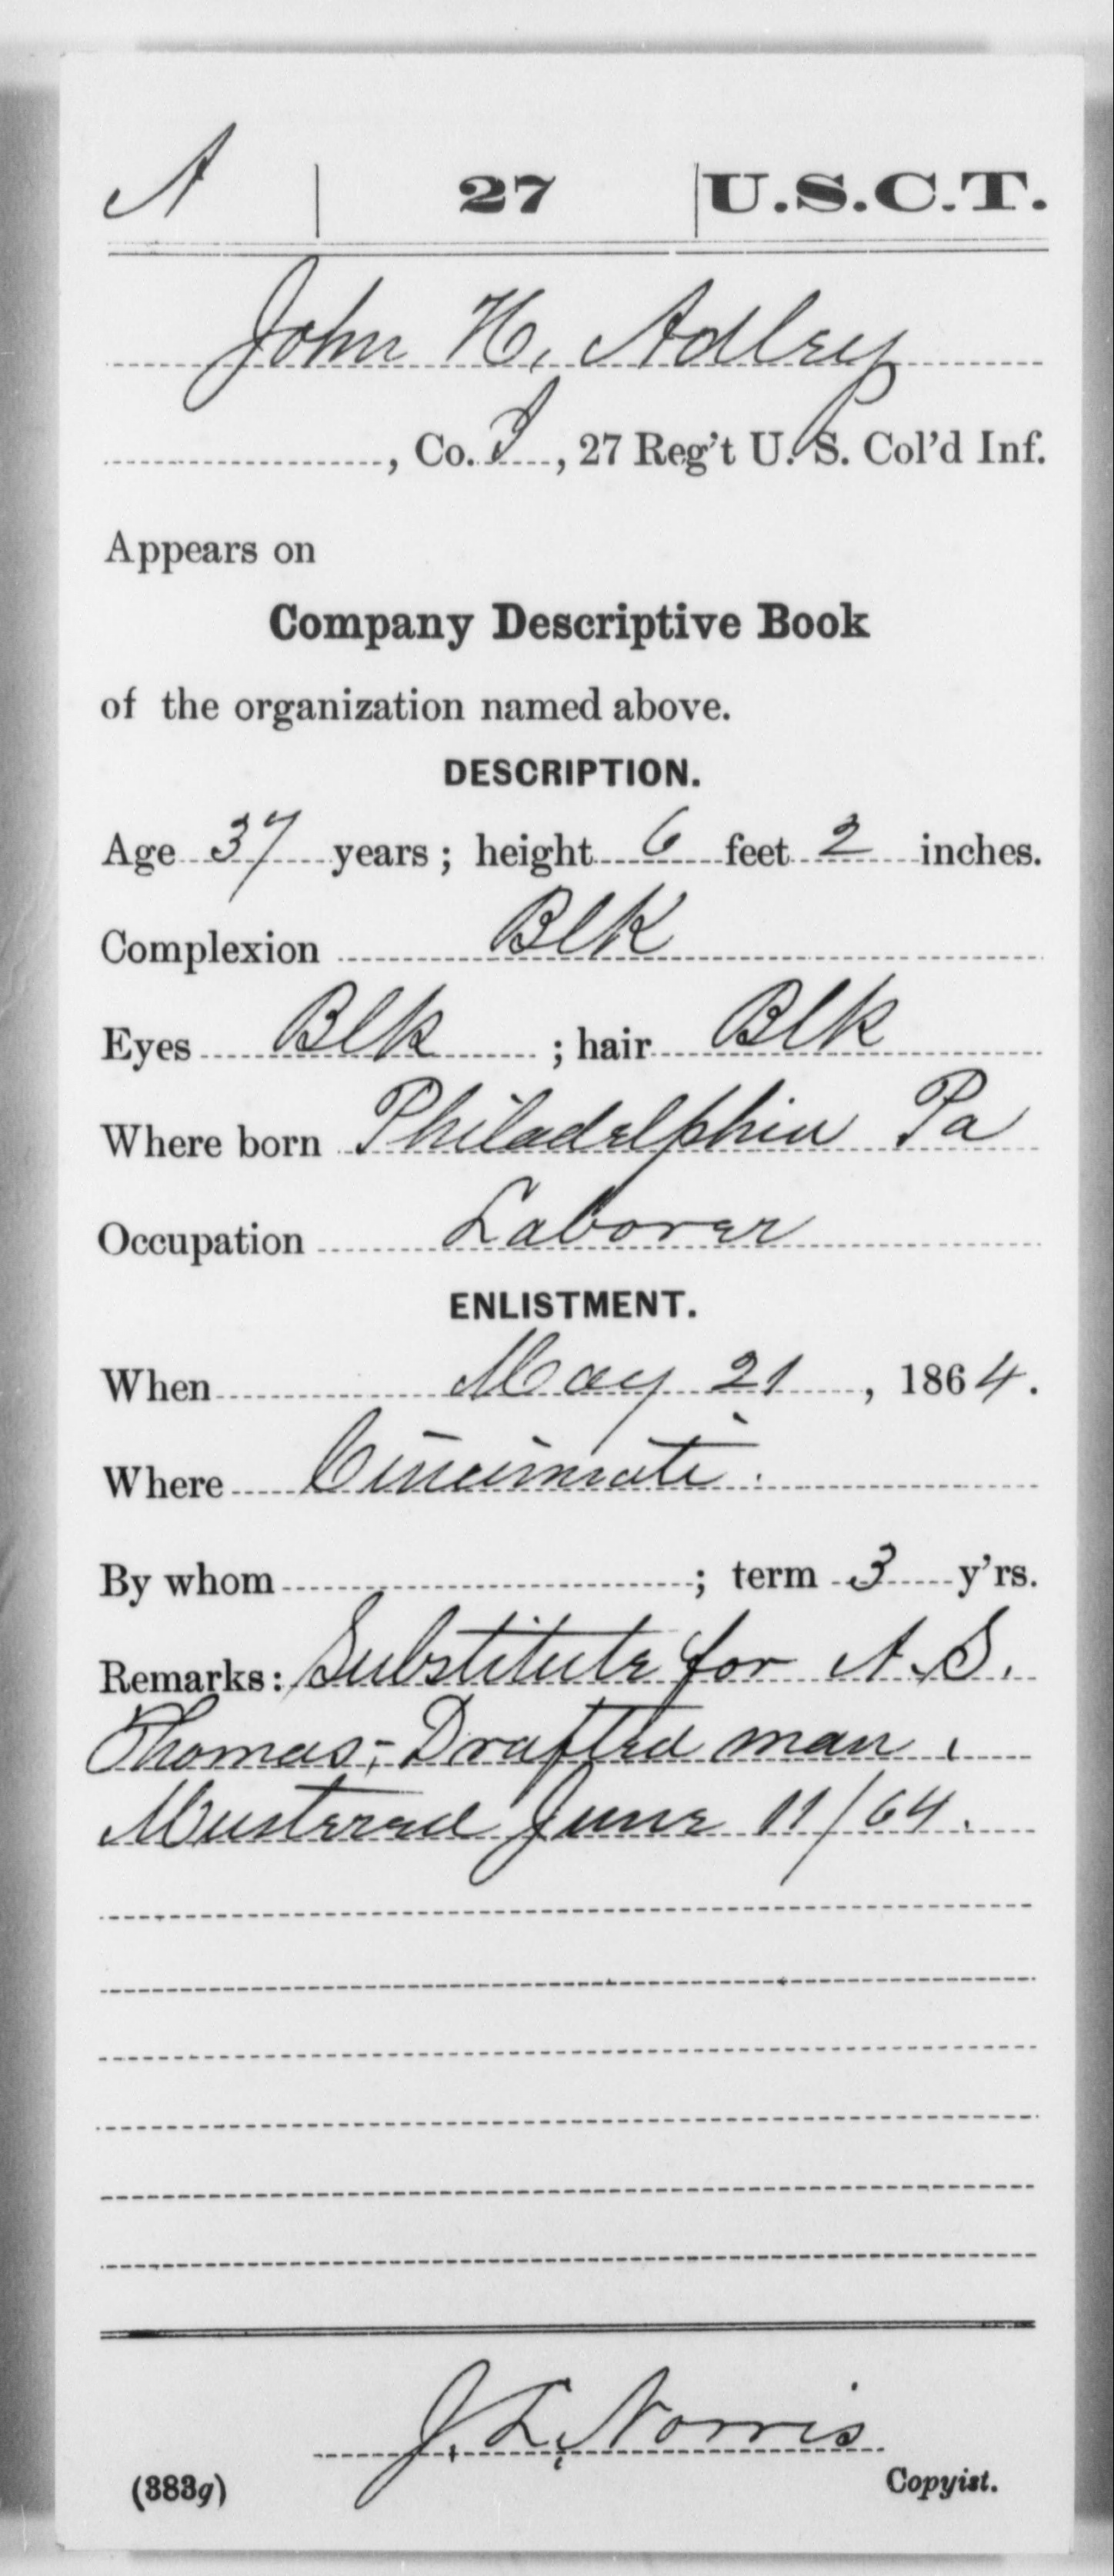 A | 27 | U.S.C.T.
John H. Adley
, Co. I, 27 Reg't U. S. Col'd Inf.
Appears on
Company Descriptive Book
of the organization named above.
DESCRIPTION.
Age 37 years; height 6 feet 2 inches.
Complexion Blk
Eyes Blk ; hair Blk
Where born Philadelphia Pa
Occupation Laborer
ENLISTMENT.
When May 21, 1864.
Where Cincinnati.
By whom ; term 3 y'rs.
Remarks: Substitute for A. S.
Thomas;- Drafted man.
Mustered June 11/64.
J. L. Norris
(383g) Copyist.